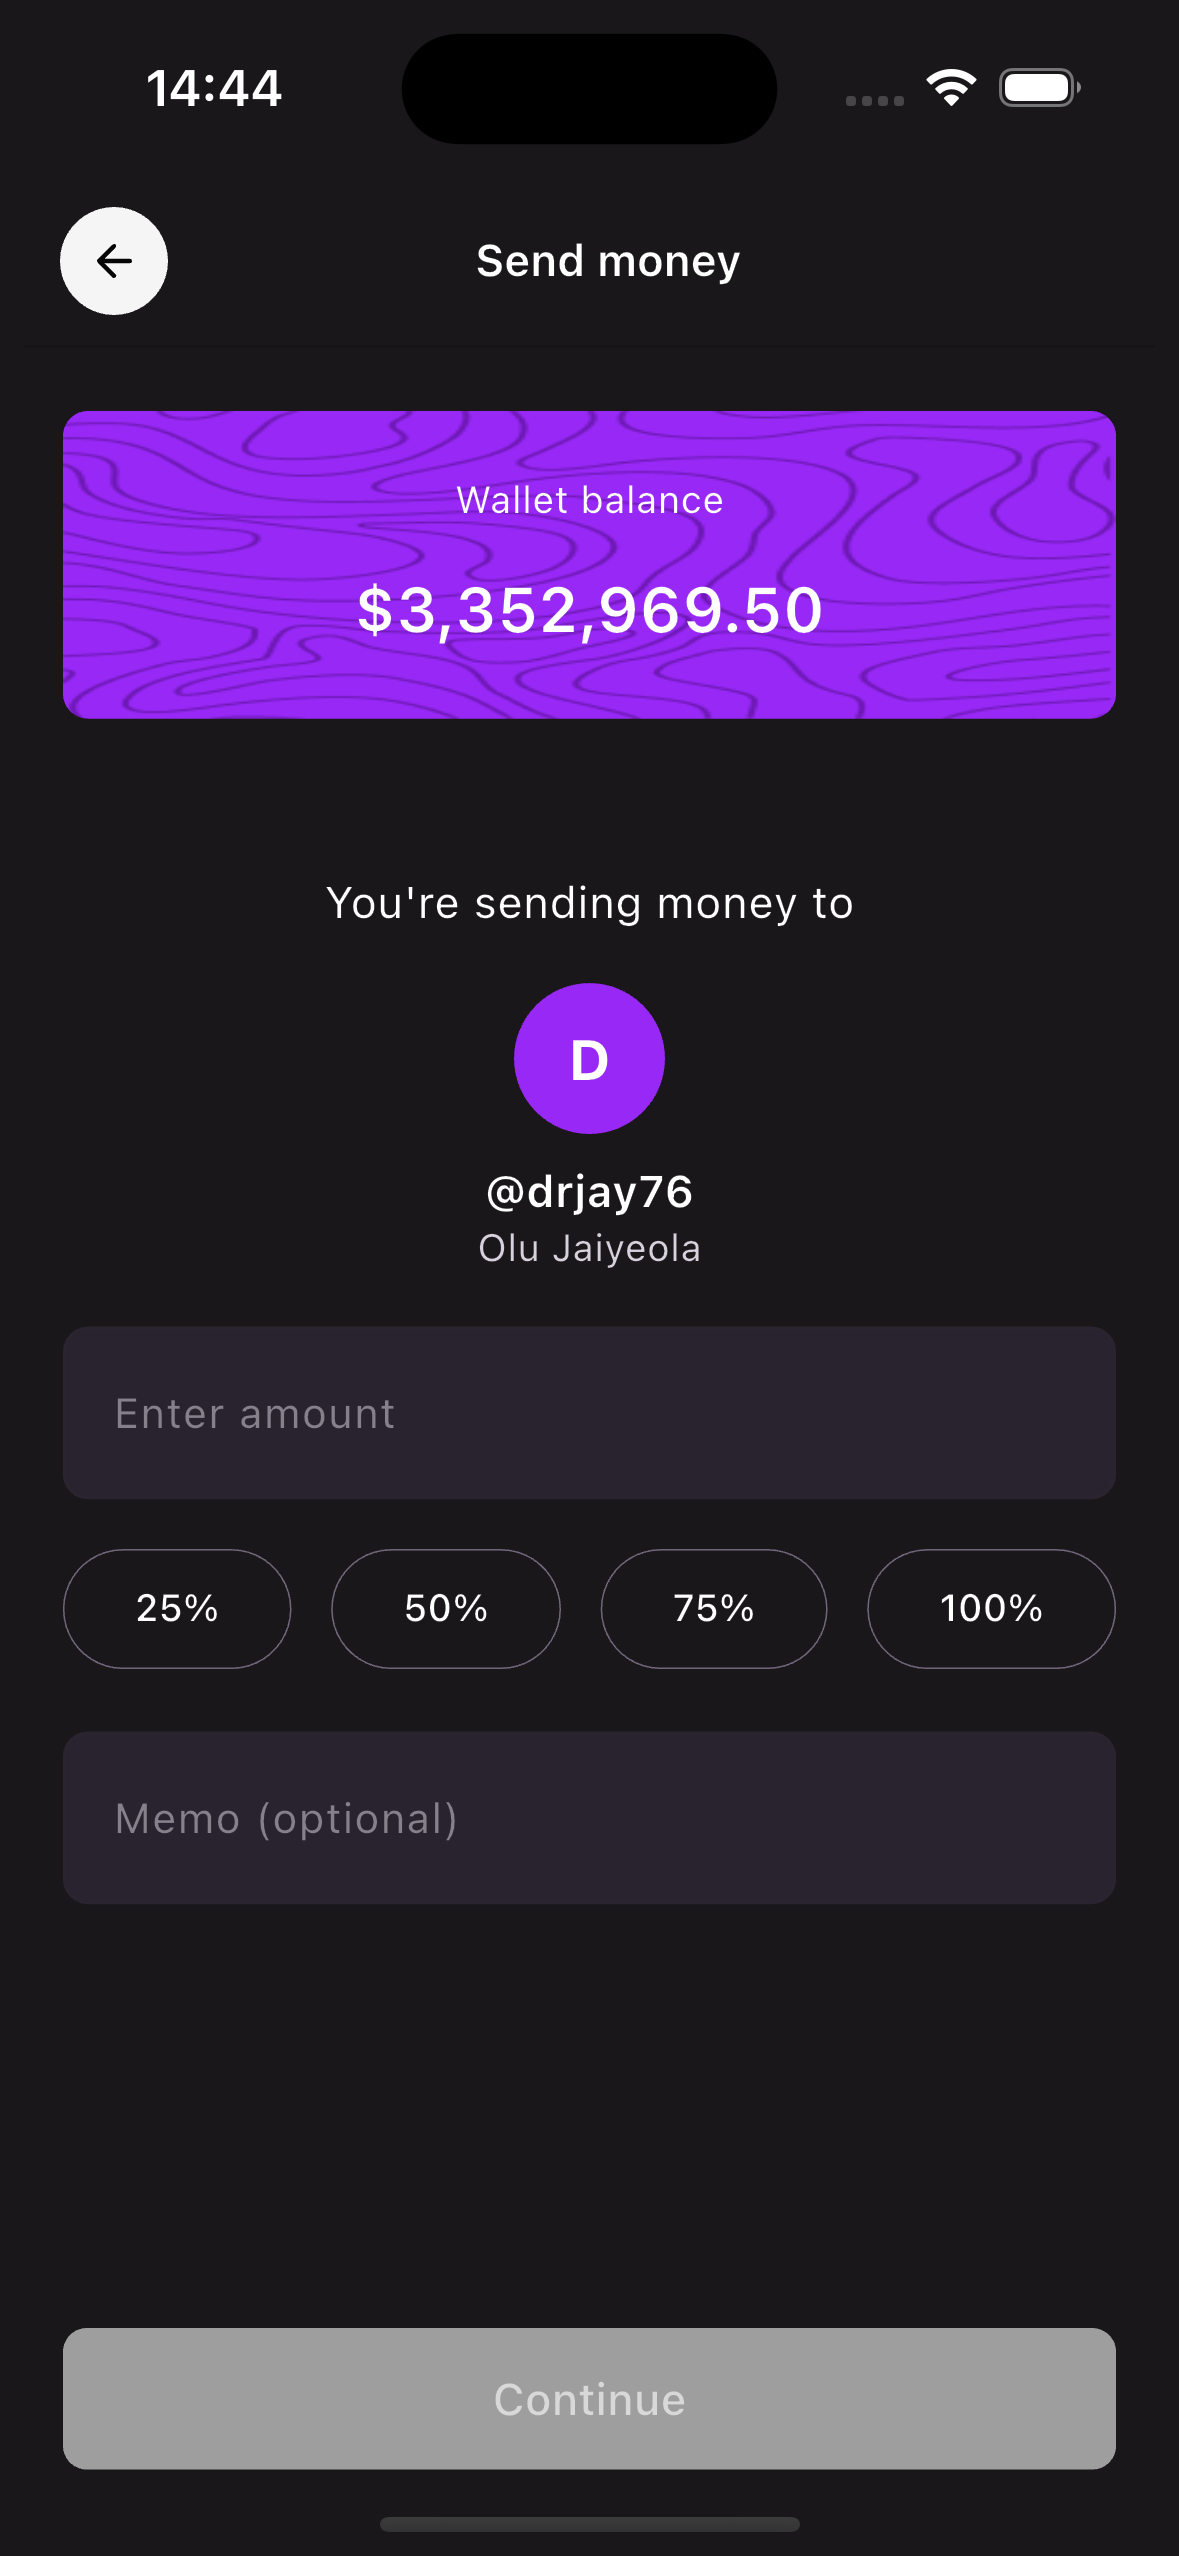 14:44
Send money
Wallet balance
$3,352,969.50
You're sending money to
D
@drjay76
Olu Jaiyeola
Enter amount
25% 50% 75% 100%
Memo (optional)
Continue